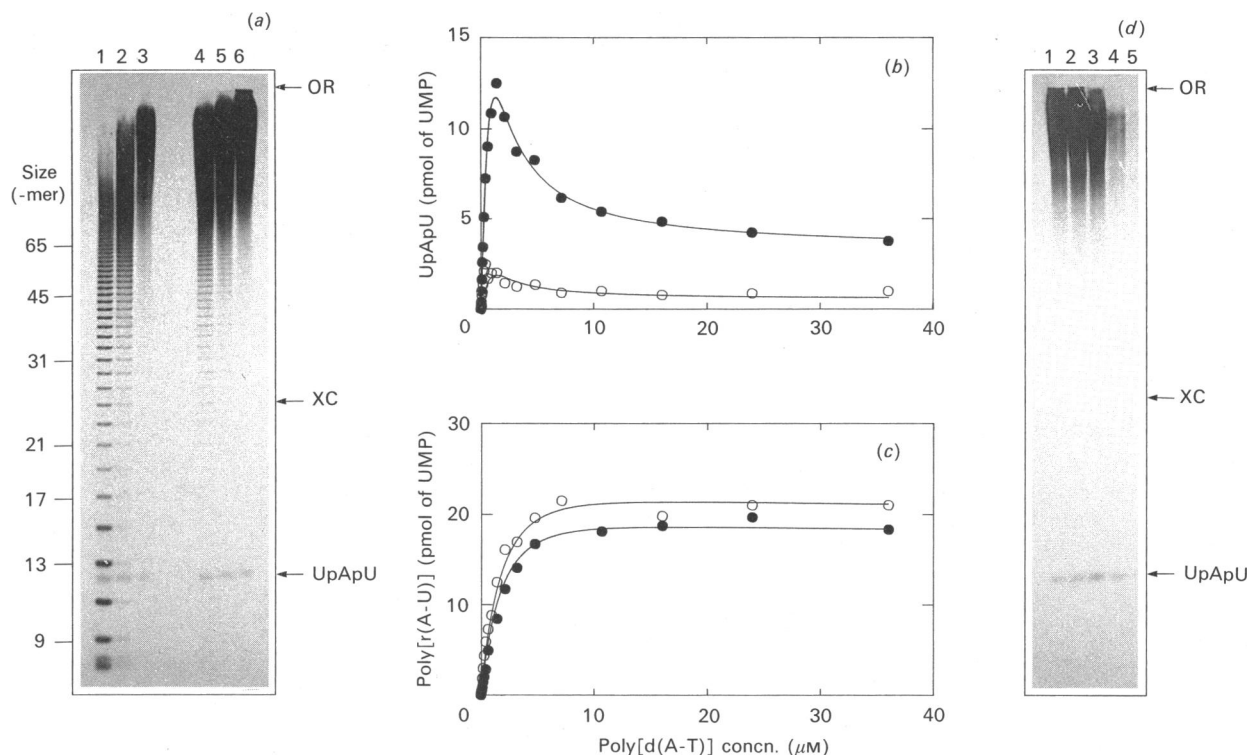 (a)
1 2 3 4 5 6
OR
Size
(-mer)
65
45
31
21
17
13
9
XC
UpApU
15
10
5
0
10
20
30
40
UpApU (pmol of UMP)
(b)
30
20
10
0
10
20
30
40
Poly[r(A-U)] (pmol of UMP)
(c)
Poly[d(A-T)] concn. (μM)
(d)
1 2 3 4 5
OR
XC
UpApU